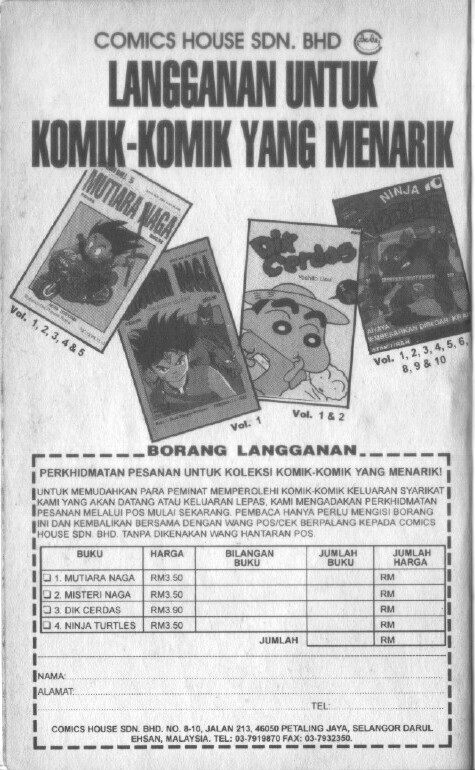 COMICS HOUSE SDN. BHD
LANGGANAN UNTUK
KOMIK-KOMIK YANG MENARIK
MUTIARA NAGA
NAGA
NINJA
Dik
Cerdas
Yoshito Usui
Vol. 1, 2, 3, 4 & 5
Vol. 1
Vol. 1 & 2
Vol. 1, 2, 3, 4, 5, 6,
8, 9 & 10
BORANG LANGGANAN
PERKHIDMATAN PESANAN UNTUK KOLEKSI KOMIK-KOMIK YANG MENARIK!
UNTUK MEMUDAHKAN PARA PEMINAT MEMPEROLEHI KOMIK-KOMIK KELUARAN SYARIKAT
KAMI YANG AKAN DATANG ATAU KELUARAN LEPAS, KAMI MENGADAKAN PERKHIDMATAN
PESANAN MELALUI POS MULAI SEKARANG. PEMBACA HANYA PERLU MENGISI BORANG
INI DAN KEMBALIKAN BERSAMA DENGAN WANG POS/CEK BERPALANG KEPADA COMICS
HOUSE SDN. BHD. TANPA DIKENAKAN WANG HANTARAN POS.
BUKU HARGA BILANGAN BUKU JUMLAH BUKU JUMLAH HARGA
1. MUTIARA NAGA RM3.50 RM
2. MISTERI NAGA RM3.50 RM
3. DIK CERDAS RM3.90 RM
4. NINJA TURTLES RM3.50 RM
JUMLAH RM
NAMA:
ALAMAT:
TEL:
COMICS HOUSE SDN. BHD. NO. 8-10, JALAN 213, 46050 PETALING JAYA, SELANGOR DARUL
EHSAN, MALAYSIA. TEL: 03-7919870 FAX: 03-7932350.